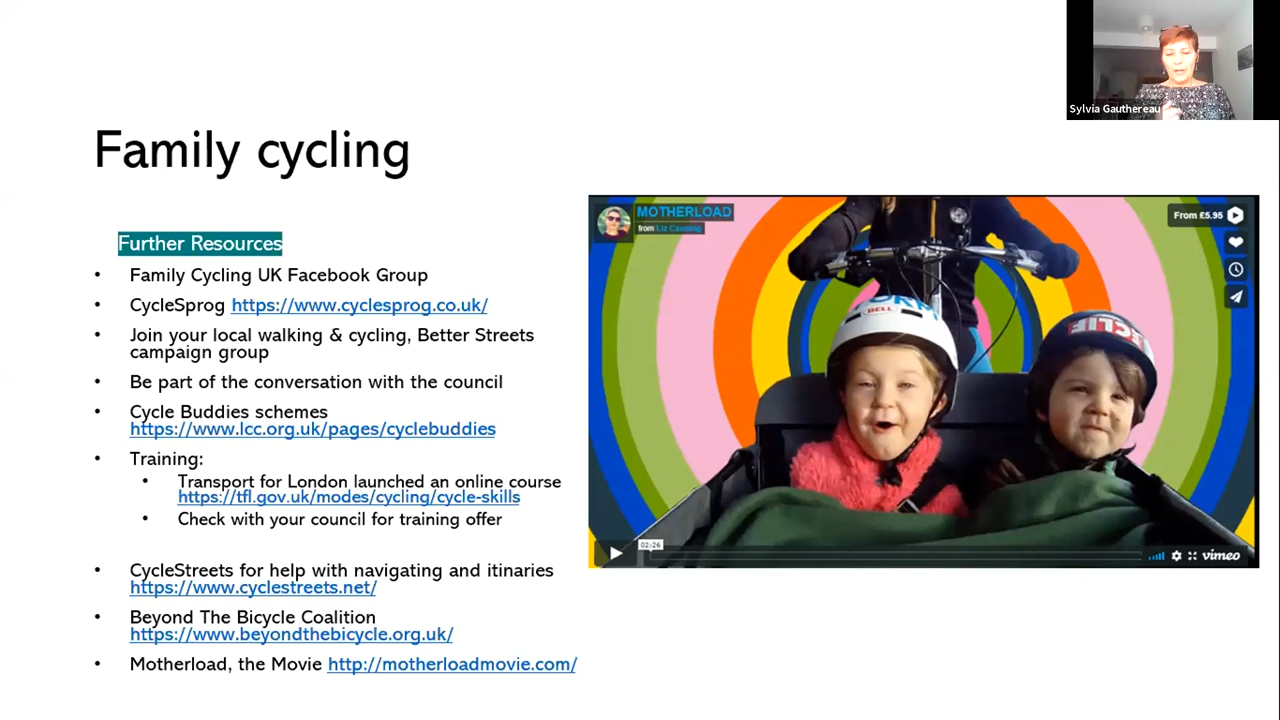 Sylvia Gauthereau
Family cycling
Further Resources
• Family Cycling UK Facebook Group
• CycleSprog https://www.cyclesprog.co.uk/
• Join your local walking & cycling, Better Streets
campaign group
• Be part of the conversation with the council
• Cycle Buddies schemes
https://www.lcc.org.uk/pages/cyclebuddies
• Training:
• Transport for London launched an online course
https://tfl.gov.uk/modes/cycling/cycle-skills
• Check with your council for training offer
• CycleStreets for help with navigating and itinaries
https://www.cyclestreets.net/
• Beyond The Bicycle Coalition
https://www.beyondthebicycle.org.uk/
• Motherload, the Movie http://motherloadmovie.com/
MOTHERLOAD
from Liz Canning
From £5.95
BELL
02:26
vimeo